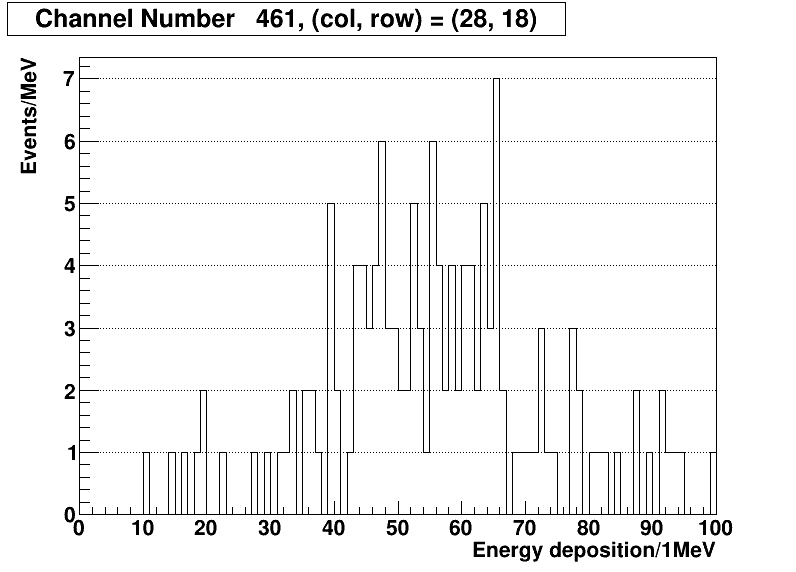 Channel Number 461, (col, row) = (28, 18)
Events/MeV
7
6
5
4
3
2
1
0
0 10 20 30 40 50 60 70 80 90 100
Energy deposition/1MeV